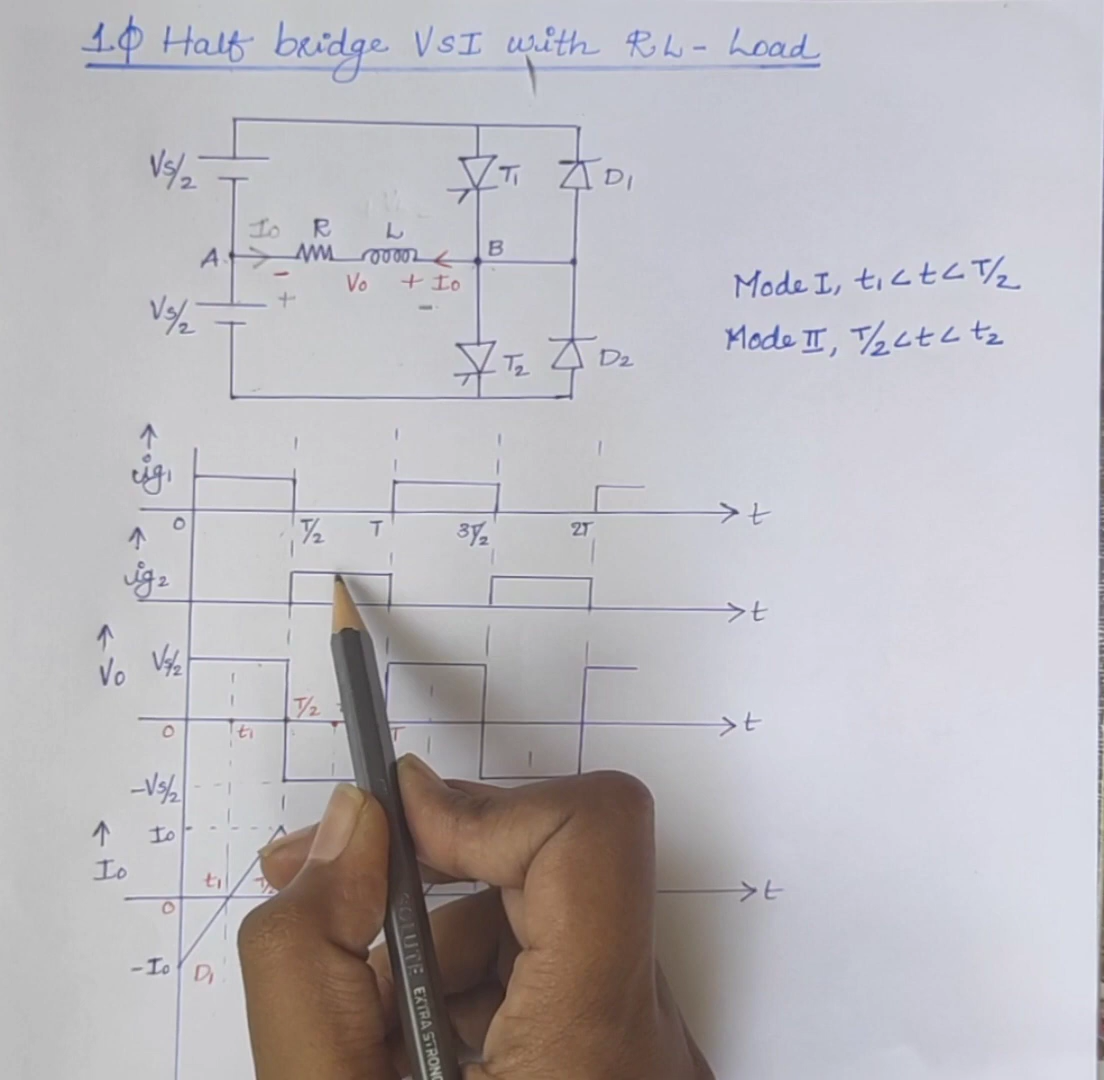 1ϕ Half bridge VSI with RL-Load
Vs/2
T1
D1
Io R L
A
B
- Vo + Io
+ -
Vs/2
T2
D2
Mode I, t1 < t < T/2
Mode II, T/2 < t < t2
ig1
0 T/2 T 3T/2 2T t
ig2
t
Vo
Vs/2
T/2
0 t1 T t
-Vs/2
Io
Io
t1 T/2
0 t
-Io D1
SOLUTE EXTRA STRONG